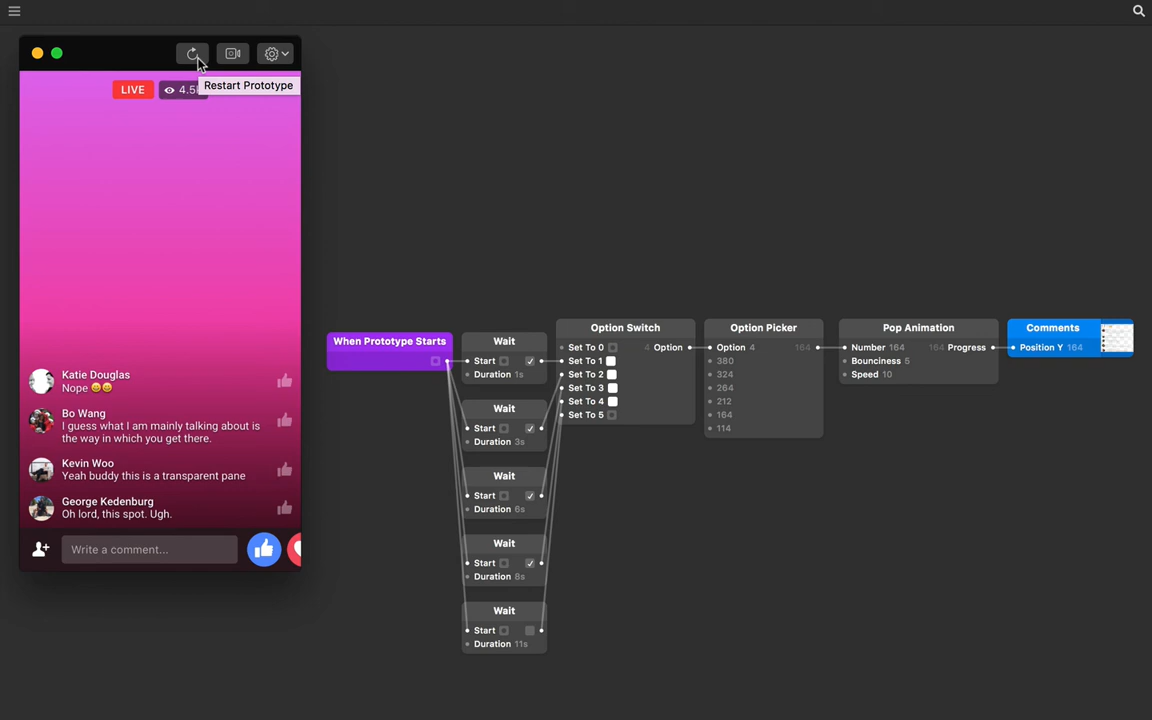 Restart Prototype
LIVE
4.5
Katie Douglas
Nope 😄😄
Bo Wang
I guess what I am mainly talking about is
the way in which you get there.
Kevin Woo
Yeah buddy this is a transparent pane
George Kedenburg
Oh lord, this spot. Ugh.
Write a comment...
When Prototype Starts
Wait
Start
Duration 1s
Wait
Start
Duration 3s
Wait
Start
Duration 6s
Wait
Start
Duration 8s
Wait
Start
Duration 11s
Option Switch
Set To 0 4 Option
Set To 1
Set To 2
Set To 3
Set To 4
Set To 5
Option Picker
Option 4 164
380
324
264
212
164
114
Pop Animation
Number 164 164 Progress
Bounciness 5
Speed 10
Comments
Position Y 164